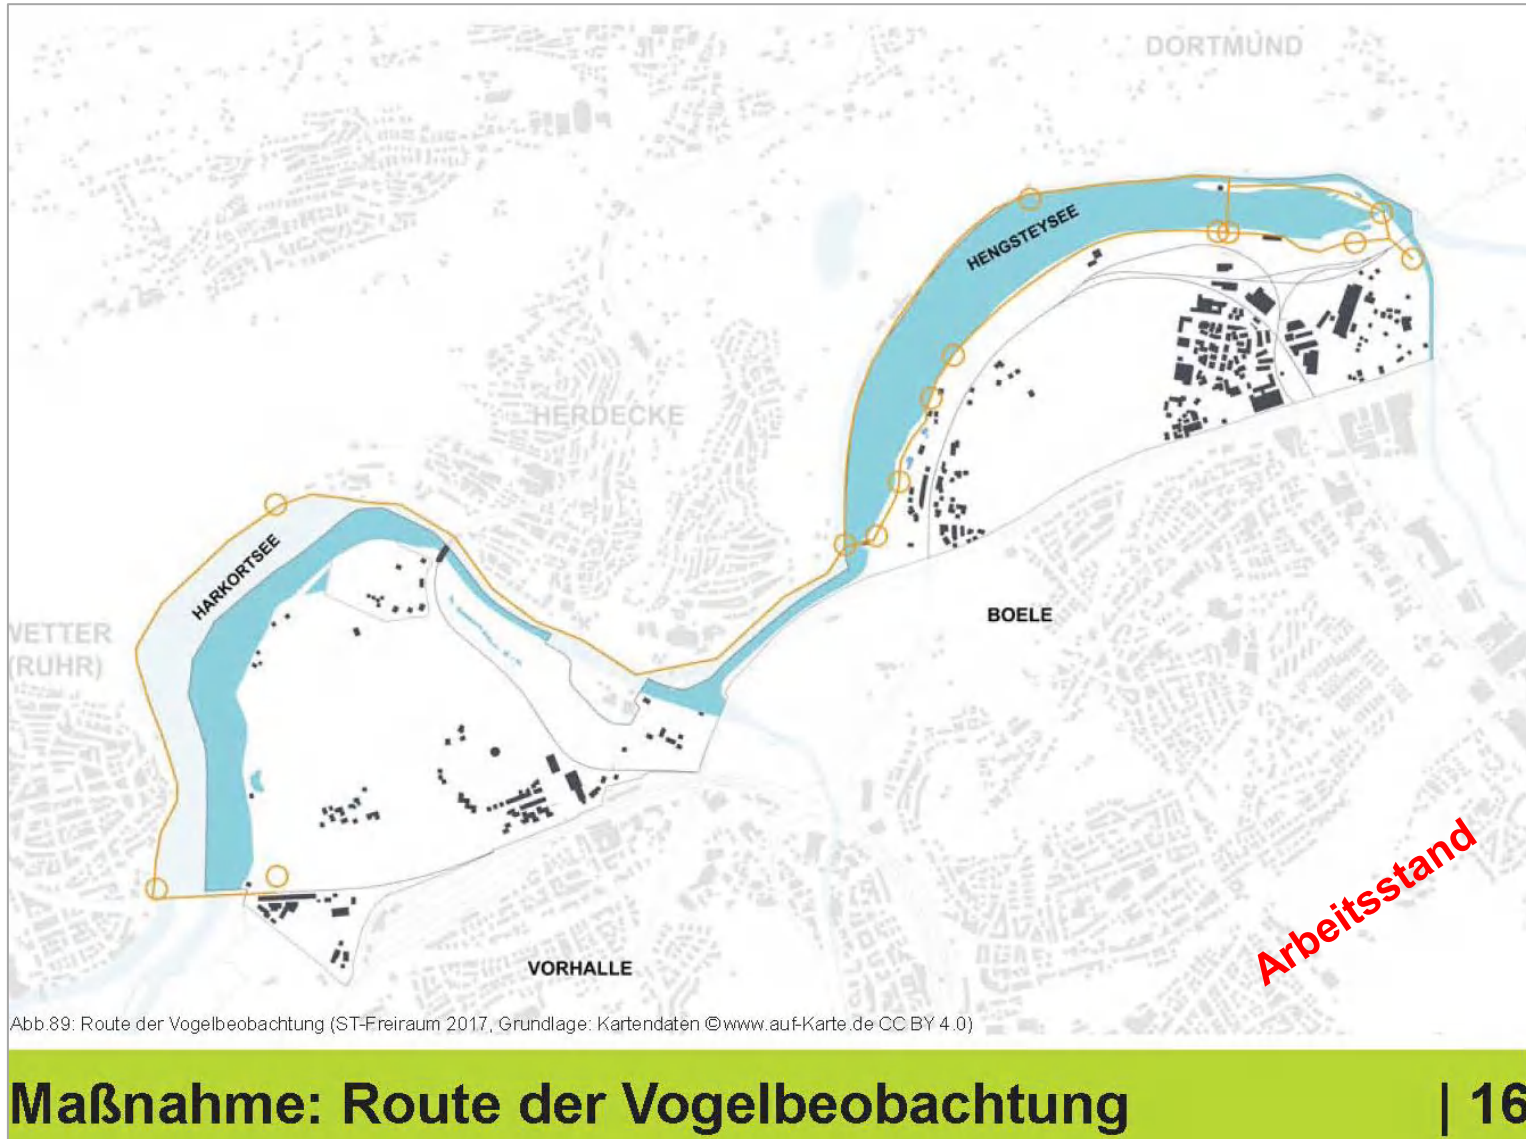 DORTMUND
HENGSTEYSEE
HERDECKE
HARKORTSEE
WETTER
(RUHR)
BOELE
VORHALLE
Arbeitsstand
Abb.89: Route der Vogelbeobachtung (ST-Freiraum 2017, Grundlage: Kartendaten ©www.auf-Karte.de CC BY 4.0)
Maßnahme: Route der Vogelbeobachtung | 16